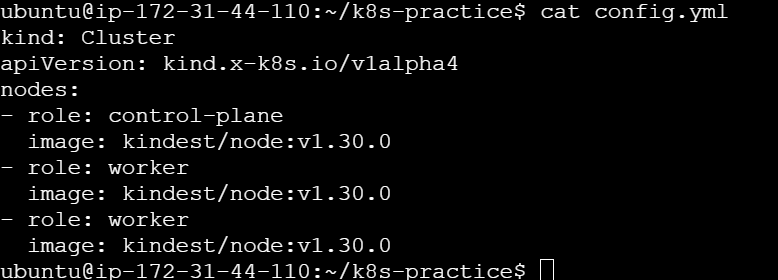 ubuntu@ip-172-31-44-110:~/k8s-practice$ cat config.yml
kind: Cluster
apiVersion: kind.x-k8s.io/v1alpha4
nodes:
- role: control-plane
  image: kindest/node:v1.30.0
- role: worker
  image: kindest/node:v1.30.0
- role: worker
  image: kindest/node:v1.30.0
ubuntu@ip-172-31-44-110:~/k8s-practice$